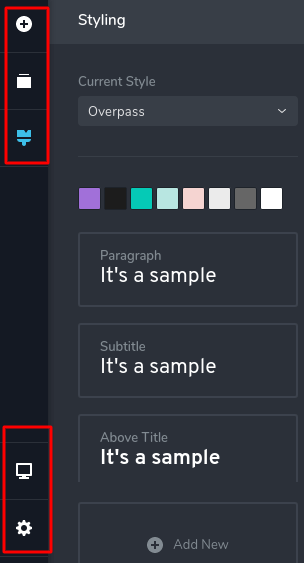 Styling
Current Style
Overpass
Paragraph
It's a sample
Subtitle
It's a sample
Above Title
It's a sample
Add New